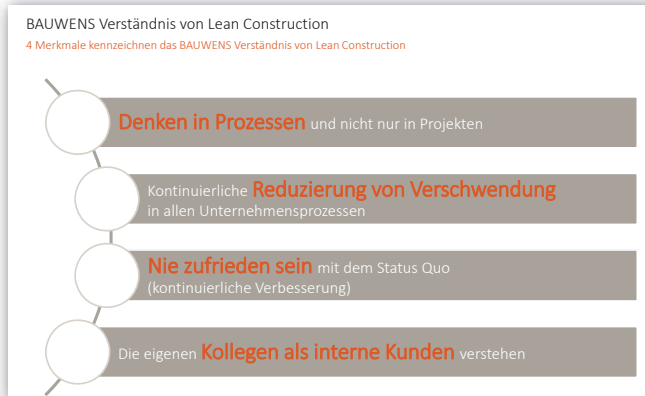 BAUWENS Verständnis von Lean Construction
4 Merkmale kennzeichnen das BAUWENS Verständnis von Lean Construction
Denken in Prozessen und nicht nur in Projekten
Kontinuierliche Reduzierung von Verschwendung
in allen Unternehmensprozessen
Nie zufrieden sein mit dem Status Quo
(kontinuierliche Verbesserung)
Die eigenen Kollegen als interne Kunden verstehen